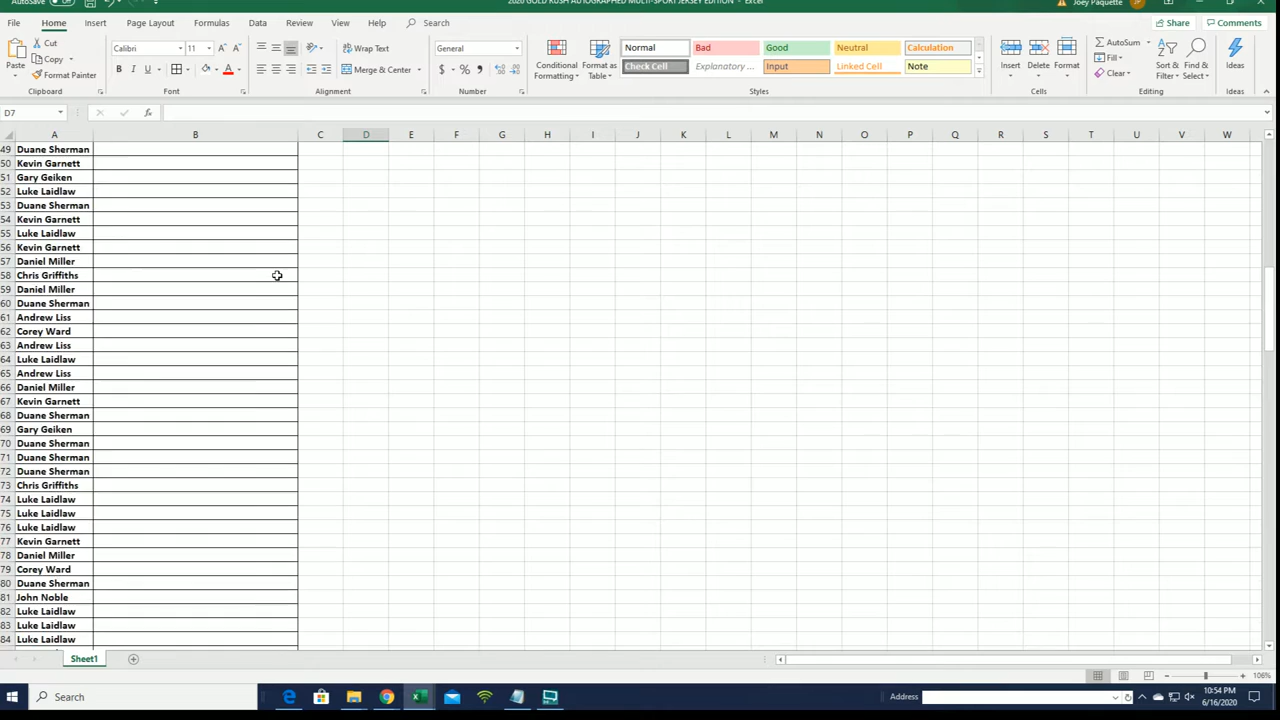 AutoSave
2020 GOLD RUSH AUTOGRAPHED MULTI-SPORT JERSEY EDITION - Excel
Joey Paquette
JP
File Home Insert Page Layout Formulas Data Review View Help Search
Share Comments
Paste
Cut
Copy
Format Painter
Clipboard
Calibri 11
B I U
Font
Wrap Text
Merge & Center
Alignment
General
$ % ,
Number
Conditional Formatting
Format as Table
Normal Bad Good Neutral Calculation
Check Cell Explanatory ... Input Linked Cell Note
Styles
Insert Delete Format
Cells
AutoSum
Fill
Clear
Sort & Filter
Find & Select
Editing
Ideas
Ideas
D7
A B C D E F G H I J K L M N O P Q R S T U V W
49 Duane Sherman
50 Kevin Garnett
51 Gary Geiken
52 Luke Laidlaw
53 Duane Sherman
54 Kevin Garnett
55 Luke Laidlaw
56 Kevin Garnett
57 Daniel Miller
58 Chris Griffiths
59 Daniel Miller
60 Duane Sherman
61 Andrew Liss
62 Corey Ward
63 Andrew Liss
64 Luke Laidlaw
65 Andrew Liss
66 Daniel Miller
67 Kevin Garnett
68 Duane Sherman
69 Gary Geiken
70 Duane Sherman
71 Duane Sherman
72 Duane Sherman
73 Chris Griffiths
74 Luke Laidlaw
75 Luke Laidlaw
76 Luke Laidlaw
77 Kevin Garnett
78 Daniel Miller
79 Corey Ward
80 Duane Sherman
81 John Noble
82 Luke Laidlaw
83 Luke Laidlaw
84 Luke Laidlaw
Sheet1
106%
Search
Address
10:54 PM
6/16/2020